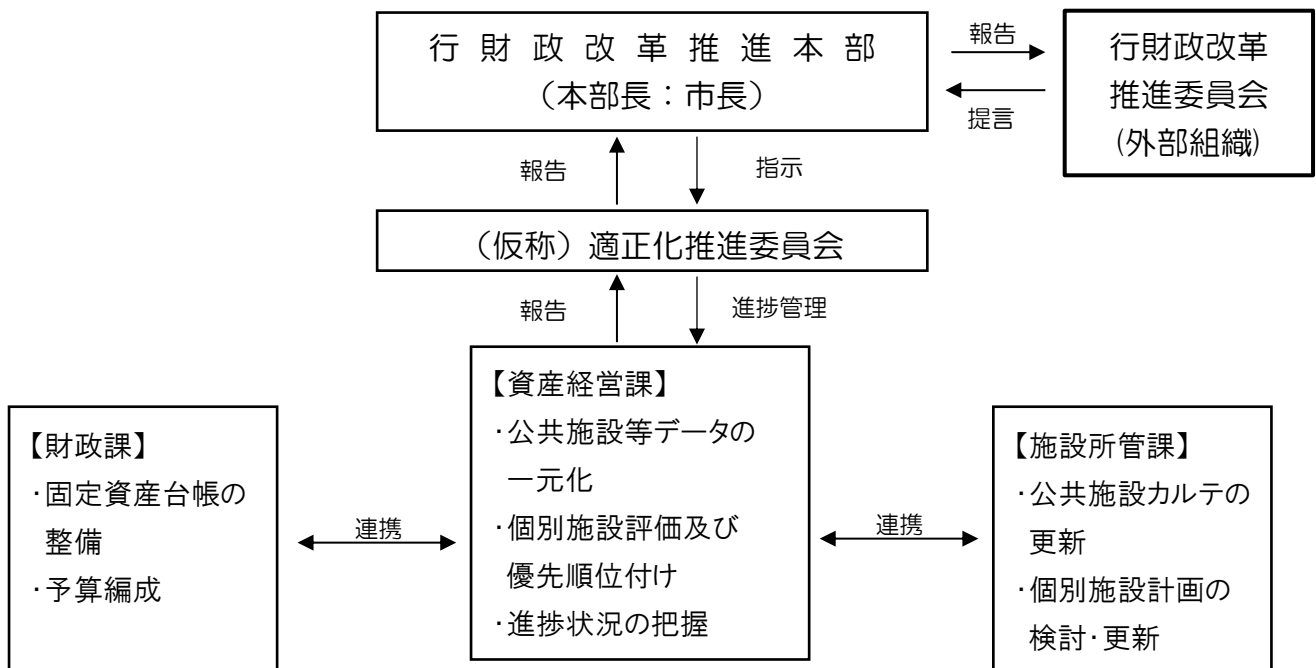 行財政改革推進本部
(本部長:市長)
報告
提言
行財政改革
推進委員会
(外部組織)
報告
指示
(仮称)適正化推進委員会
報告
進捗管理
【財政課】
・固定資産台帳の
整備
・予算編成
連携
【資産経営課】
・公共施設等データの
一元化
・個別施設評価及び
優先順位付け
・進捗状況の把握
連携
【施設所管課】
・公共施設カルテの
更新
・個別施設計画の
検討・更新